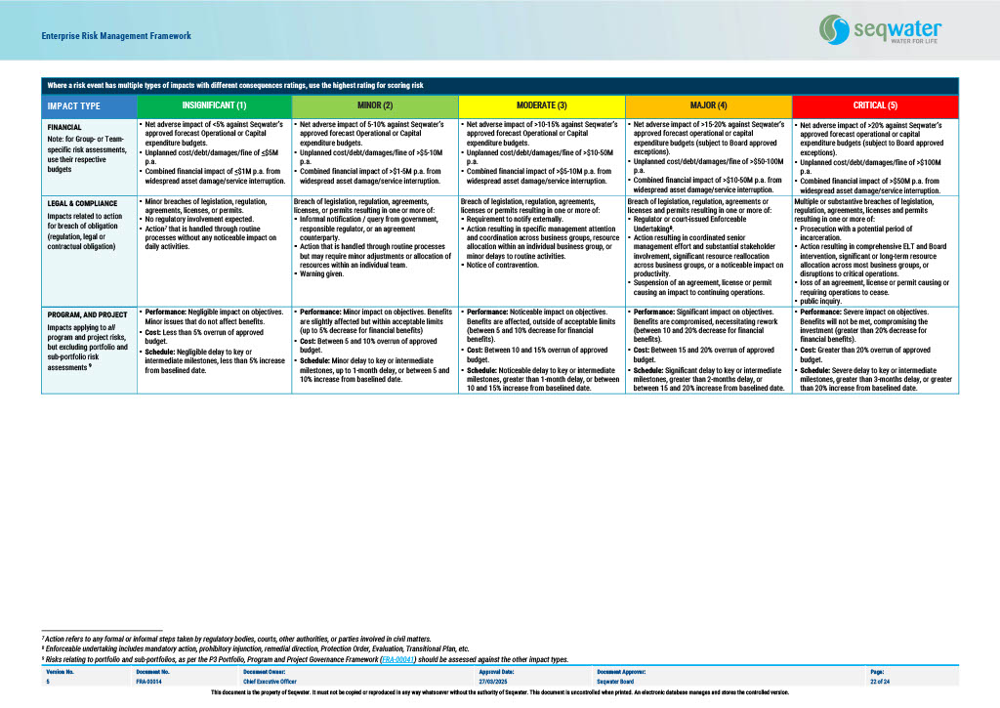 Enterprise Risk Management Framework
seqwater
WATER FOR LIFE
Where a risk event has multiple types of impacts with different consequences ratings, use the highest rating for scoring risk
IMPACT TYPE
INSIGNIFICANT (1)
MINOR (2)
MODERATE (3)
MAJOR (4)
CRITICAL (5)
FINANCIAL
Note: for Group- or Team-
specific risk assessments,
use their respective
budgets
• Net adverse impact of <5% against Seqwater's
approved forecast Operational or Capital
expenditure budgets.
• Unplanned cost/debt/damages/fine of ≤$5M
p.a.
• Combined financial impact of ≤$1M p.a. from
widespread asset damage/service interruption.
• Net adverse impact of 5-10% against Seqwater's
approved forecast Operational or Capital
expenditure budgets.
• Unplanned cost/debt/damages/fine of >$5-10M
p.a.
• Combined financial impact of >$1-5M p.a. from
widespread asset damage/service interruption.
• Net adverse impact of >10-15% against Seqwater's
approved forecast Operational or Capital
expenditure budgets.
• Unplanned cost/debt/damages/fine of >$10-50M
p.a.
• Combined financial impact of >$5-10M p.a. from
widespread asset damage/service interruption.
• Net adverse impact of >15-20% against Seqwater's
approved forecast operational or capital
expenditure budgets (subject to Board approved
exceptions).
• Unplanned cost/debt/damages/fine of >$50-100M
p.a.
• Combined financial impact of >$10-50M p.a. from
widespread asset damage/service interruption.
• Net adverse impact of >20% against Seqwater's
approved forecast operational or capital
expenditure budgets (subject to Board approved
exceptions).
• Unplanned cost/debt/damages/fine of >$100M
p.a.
• Combined financial impact of >$50M p.a. from
widespread asset damage/service interruption.
LEGAL & COMPLIANCE
Impacts related to action
for breach of obligation
(regulation, legal or
contractual obligation)
• Minor breaches of legislation, regulation,
agreements, licenses, or permits.
• No regulatory involvement expected.
• Action⁷ that is handled through routine
processes without any noticeable impact on
daily activities.
Breach of legislation, regulation, agreements,
licenses, or permits resulting in one or more of:
• Informal notification / query from government,
responsible regulator, or an agreement
counterparty.
• Action that is handled through routine processes
but may require minor adjustments or allocation of
resources within an individual team.
• Warning given.
Breach of legislation, regulation, agreements,
licenses or permits resulting in one or more of:
• Requirement to notify externally.
• Action resulting in specific management attention
and coordination across business groups, resource
allocation within an individual business group, or
minor delays to routine activities.
• Notice of contravention.
Breach of legislation, regulation, agreements or
licenses and permits resulting in one or more of:
• Regulator or court-issued Enforceable
Undertaking⁸.
• Action resulting in coordinated senior
management effort and substantial stakeholder
involvement, significant resource reallocation
across business groups, or a noticeable impact on
productivity.
• Suspension of an agreement, license or permit
causing an impact to continuing operations.
Multiple or substantive breaches of legislation,
regulation, agreements, licenses and permits
resulting in one or more of:
• Prosecution with a potential period of
incarceration.
• Action resulting in comprehensive ELT and Board
intervention, significant or long-term resource
allocation across most business groups, or
disruptions to critical operations.
• loss of an agreement, license or permit causing or
requiring operations to cease.
• public inquiry.
PROGRAM, AND PROJECT
Impacts applying to all
program and project risks,
but excluding portfolio and
sub-portfolio risk
assessments ⁹
• Performance: Negligible impact on objectives.
Minor issues that do not affect benefits.
• Cost: Less than 5% overrun of approved
budget.
• Schedule: Negligible delay to key or
intermediate milestones, less than 5% increase
from baselined date.
• Performance: Minor impact on objectives. Benefits
are slightly affected but within acceptable limits
(up to 5% decrease for financial benefits)
• Cost: Between 5 and 10% overrun of approved
budget.
• Schedule: Minor delay to key or intermediate
milestones, up to 1-month delay, or between 5 and
10% increase from baselined date.
• Performance: Noticeable impact on objectives.
Benefits are affected, outside of acceptable limits
(between 5 and 10% decrease for financial
benefits).
• Cost: Between 10 and 15% overrun of approved
budget.
• Schedule: Noticeable delay to key or intermediate
milestones, greater than 1-month delay, or between
10 and 15% increase from baselined date.
• Performance: Significant impact on objectives.
Benefits are compromised, necessitating rework
(between 10 and 20% decrease for financial
benefits).
• Cost: Between 15 and 20% overrun of approved
budget.
• Schedule: Significant delay to key or intermediate
milestones, greater than 2-months delay, or
between 15 and 20% increase from baselined date.
• Performance: Severe impact on objectives.
Benefits will not be met, compromising the
investment (greater than 20% decrease for
financial benefits).
• Cost: Greater than 20% overrun of approved
budget.
• Schedule: Severe delay to key or intermediate
milestones, greater than 3-months delay, or greater
than 20% increase from baselined date.
⁷ Action refers to any formal or informal steps taken by regulatory bodies, courts, other authorities, or parties involved in civil matters.
⁸ Enforceable undertaking includes mandatory action, prohibitory injunction, remedial direction, Protection Order, Evaluation, Transitional Plan, etc.
⁹ Risks relating to portfolio and sub-portfolios, as per the P3 Portfolio, Program and Project Governance Framework (FRA-00041) should be assessed against the other impact types.
Version No.
Document No.
Document Owner:
Approval Date:
Document Approver:
Page:
5
FRA-00014
Chief Executive Officer
27/03/2025
Seqwater Board
22 of 24
This document is the property of Seqwater. It must not be copied or reproduced in any way whatsoever without the authority of Seqwater. This document is uncontrolled when printed. An electronic database manages and stores the controlled version.